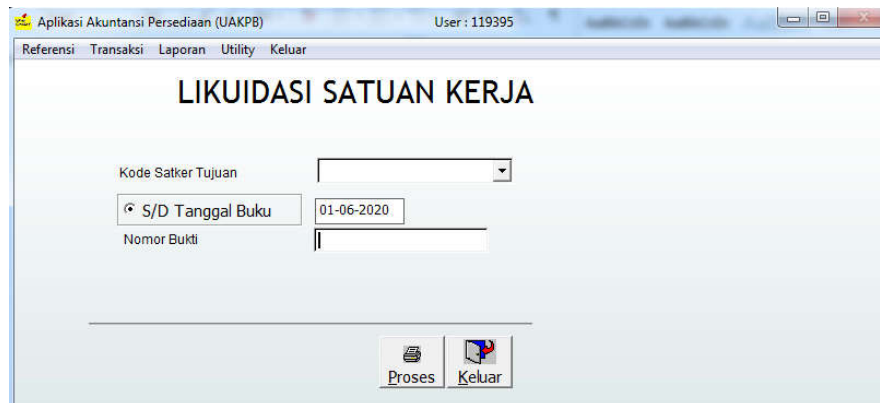 Aplikasi Akuntansi Persediaan (UAKPB) User : 119395
Referensi Transaksi Laporan Utility Keluar
LIKUIDASI SATUAN KERJA
Kode Satker Tujuan
S/D Tanggal Buku 01-06-2020
Nomor Bukti
Proses Keluar